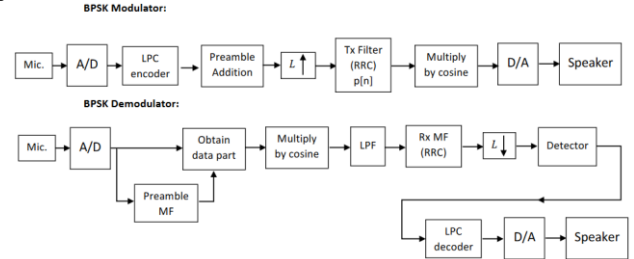 BPSK Modulator:
Mic.
A/D
LPC
encoder
Preamble
Addition
L
Tx Filter
(RRC)
p[n]
Multiply
by cosine
D/A
Speaker
BPSK Demodulator:
Mic.
A/D
Obtain
data part
Multiply
by cosine
LPF
Rx MF
(RRC)
L
Detector
Preamble
MF
LPC
decoder
D/A
Speaker